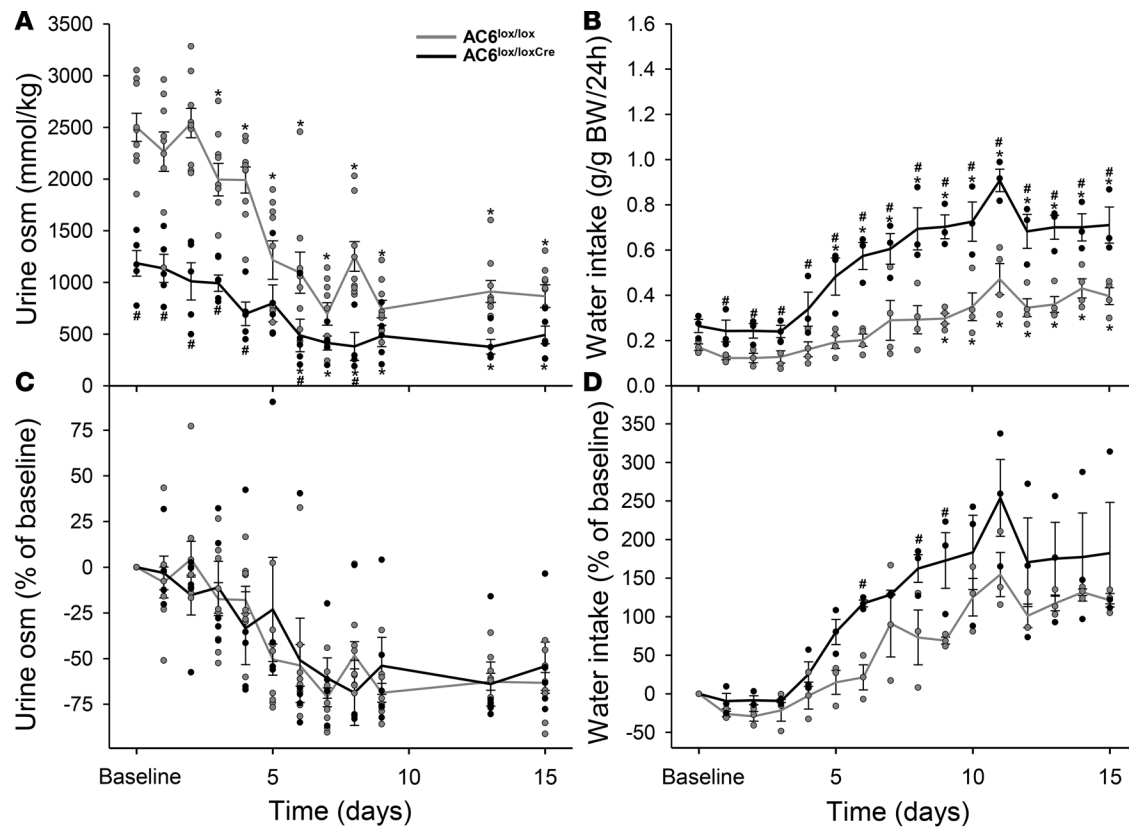 A
Urine osm (mmol/kg)
3500
3000
2500
2000
1500
1000
500
0
AC6lox/lox
AC6lox/loxCre
* * * * * * * * * *
# # # # # # #
* * * * *
B
Water intake (g/g BW/24h)
1.6
1.4
1.2
1.0
0.8
0.6
0.4
0.2
0.0
# # # # # # # # # # # # # # #
* * * * * * * * * * *
* * * * * * *
C
Urine osm (% of baseline)
75
50
25
0
-25
-50
-75
Baseline
5
10
15
Time (days)
D
Water intake (% of baseline)
350
300
250
200
150
100
50
0
-50
# # #
Baseline
5
10
15
Time (days)